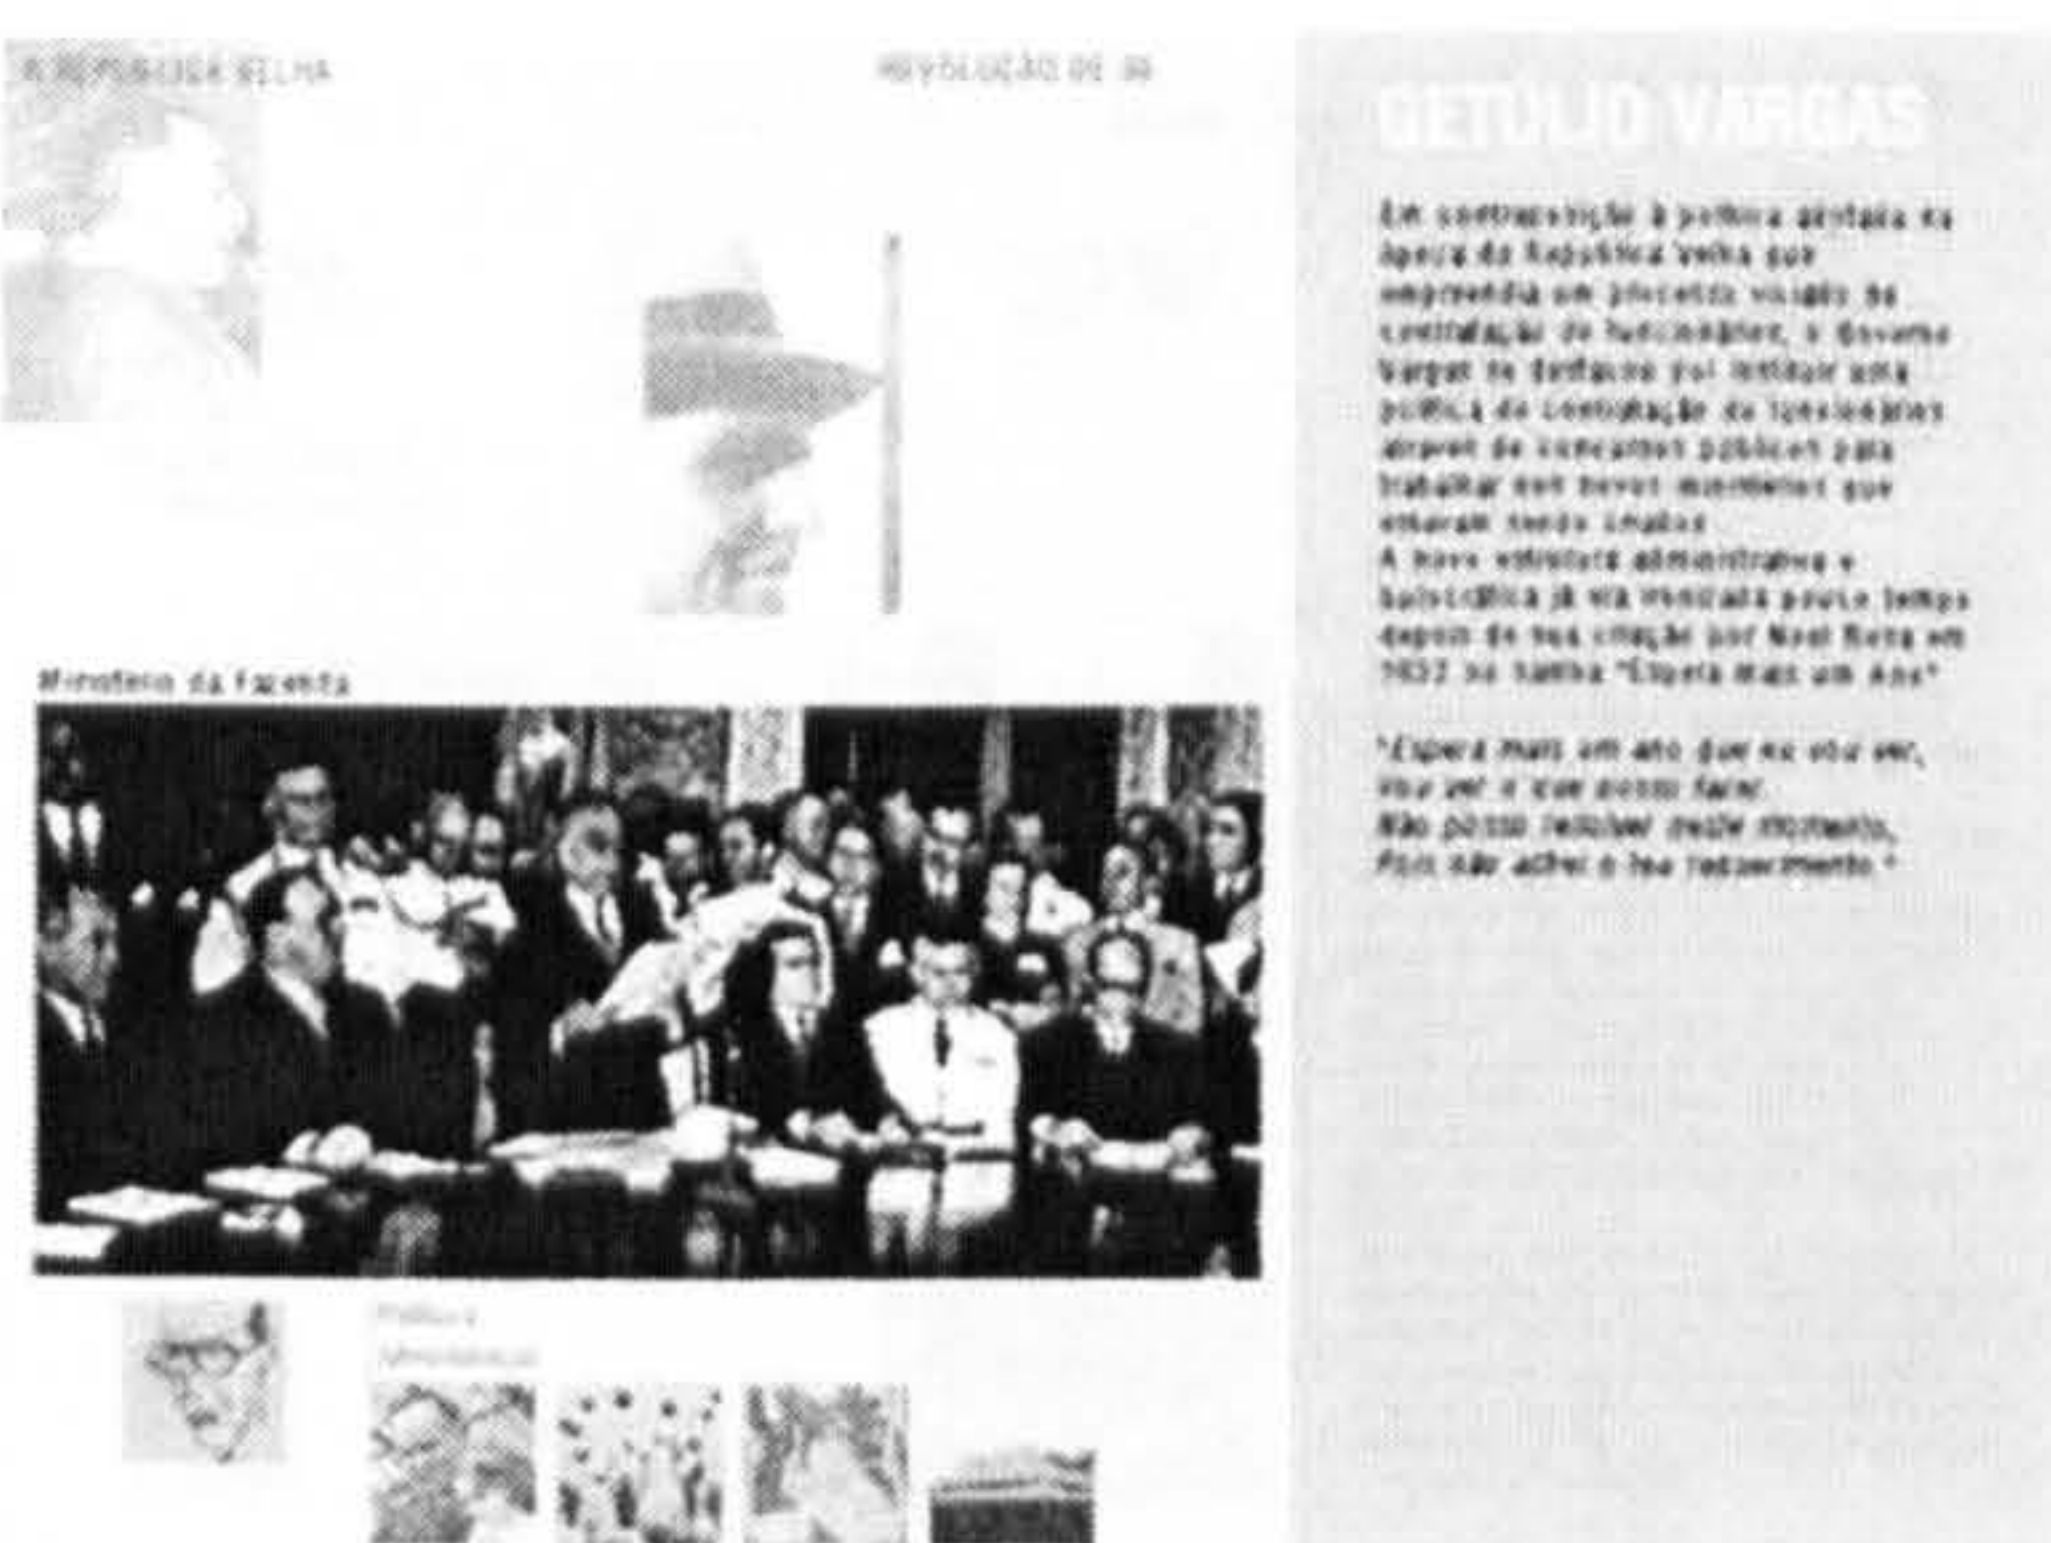 A REPÚBLICA VELHA
REVOLUÇÃO DE 30
GETÚLIO VARGAS
Em contraposição à política adotada na
época da República Velha que
empreendia um processo viciado de
contratação de funcionários, o Governo
Vargas se destacou por instituir uma
política de contratação de funcionários
através de concursos públicos para
trabalhar nos novos ministérios que
estavam sendo criados
A nova estrutura administrativa e
burocrática já era ironizada pouco tempo
depois de sua criação por Noel Rosa em
1932 no samba "Espera mais um Ano"
"Espera mais um ano que eu vou ver,
Vou ver o que posso fazer.
Não posso resolver neste momento,
Pois não achei o teu requerimento."
Ministério da Fazenda